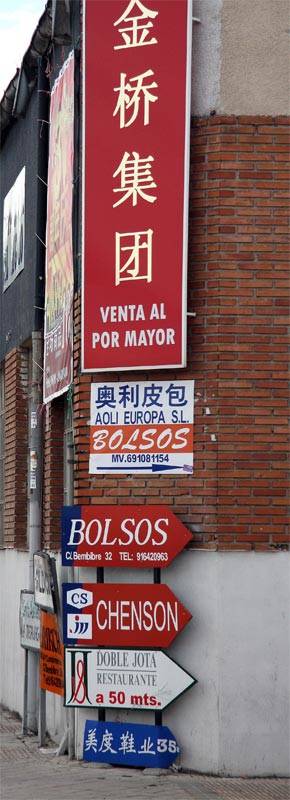 金桥集团
VENTA AL
POR MAYOR
奥利皮包
AOLI EUROPA S.L.
BOLSOS
MV.691081154
BOLSOS
C/. Bembibre 32 TEL: 916420963
CS
CHENSON
DOBLE JOTA
RESTAURANTE
a 50 mts.
美度鞋业 35